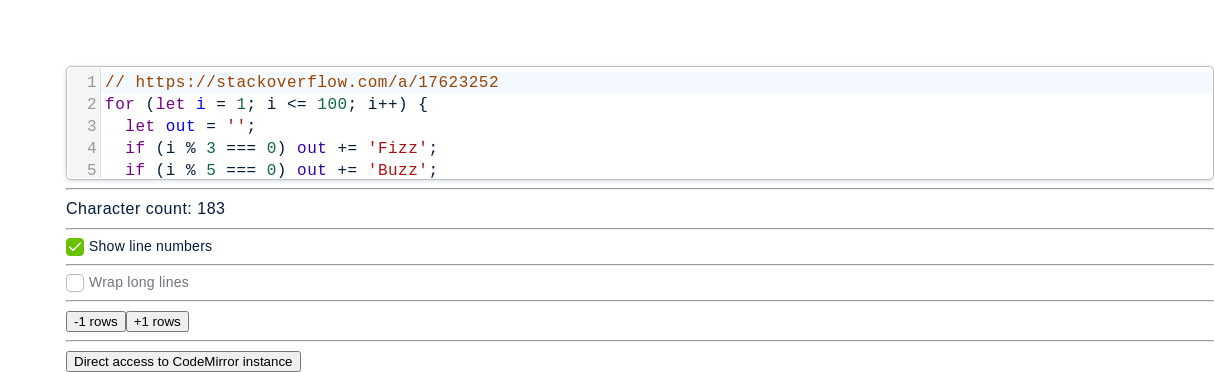 1 // https://stackoverflow.com/a/17623252
2 for (let i = 1; i <= 100; i++) {
3   let out = '';
4   if (i % 3 === 0) out += 'Fizz';
5   if (i % 5 === 0) out += 'Buzz';
Character count: 183
Show line numbers
Wrap long lines
-1 rows +1 rows
Direct access to CodeMirror instance